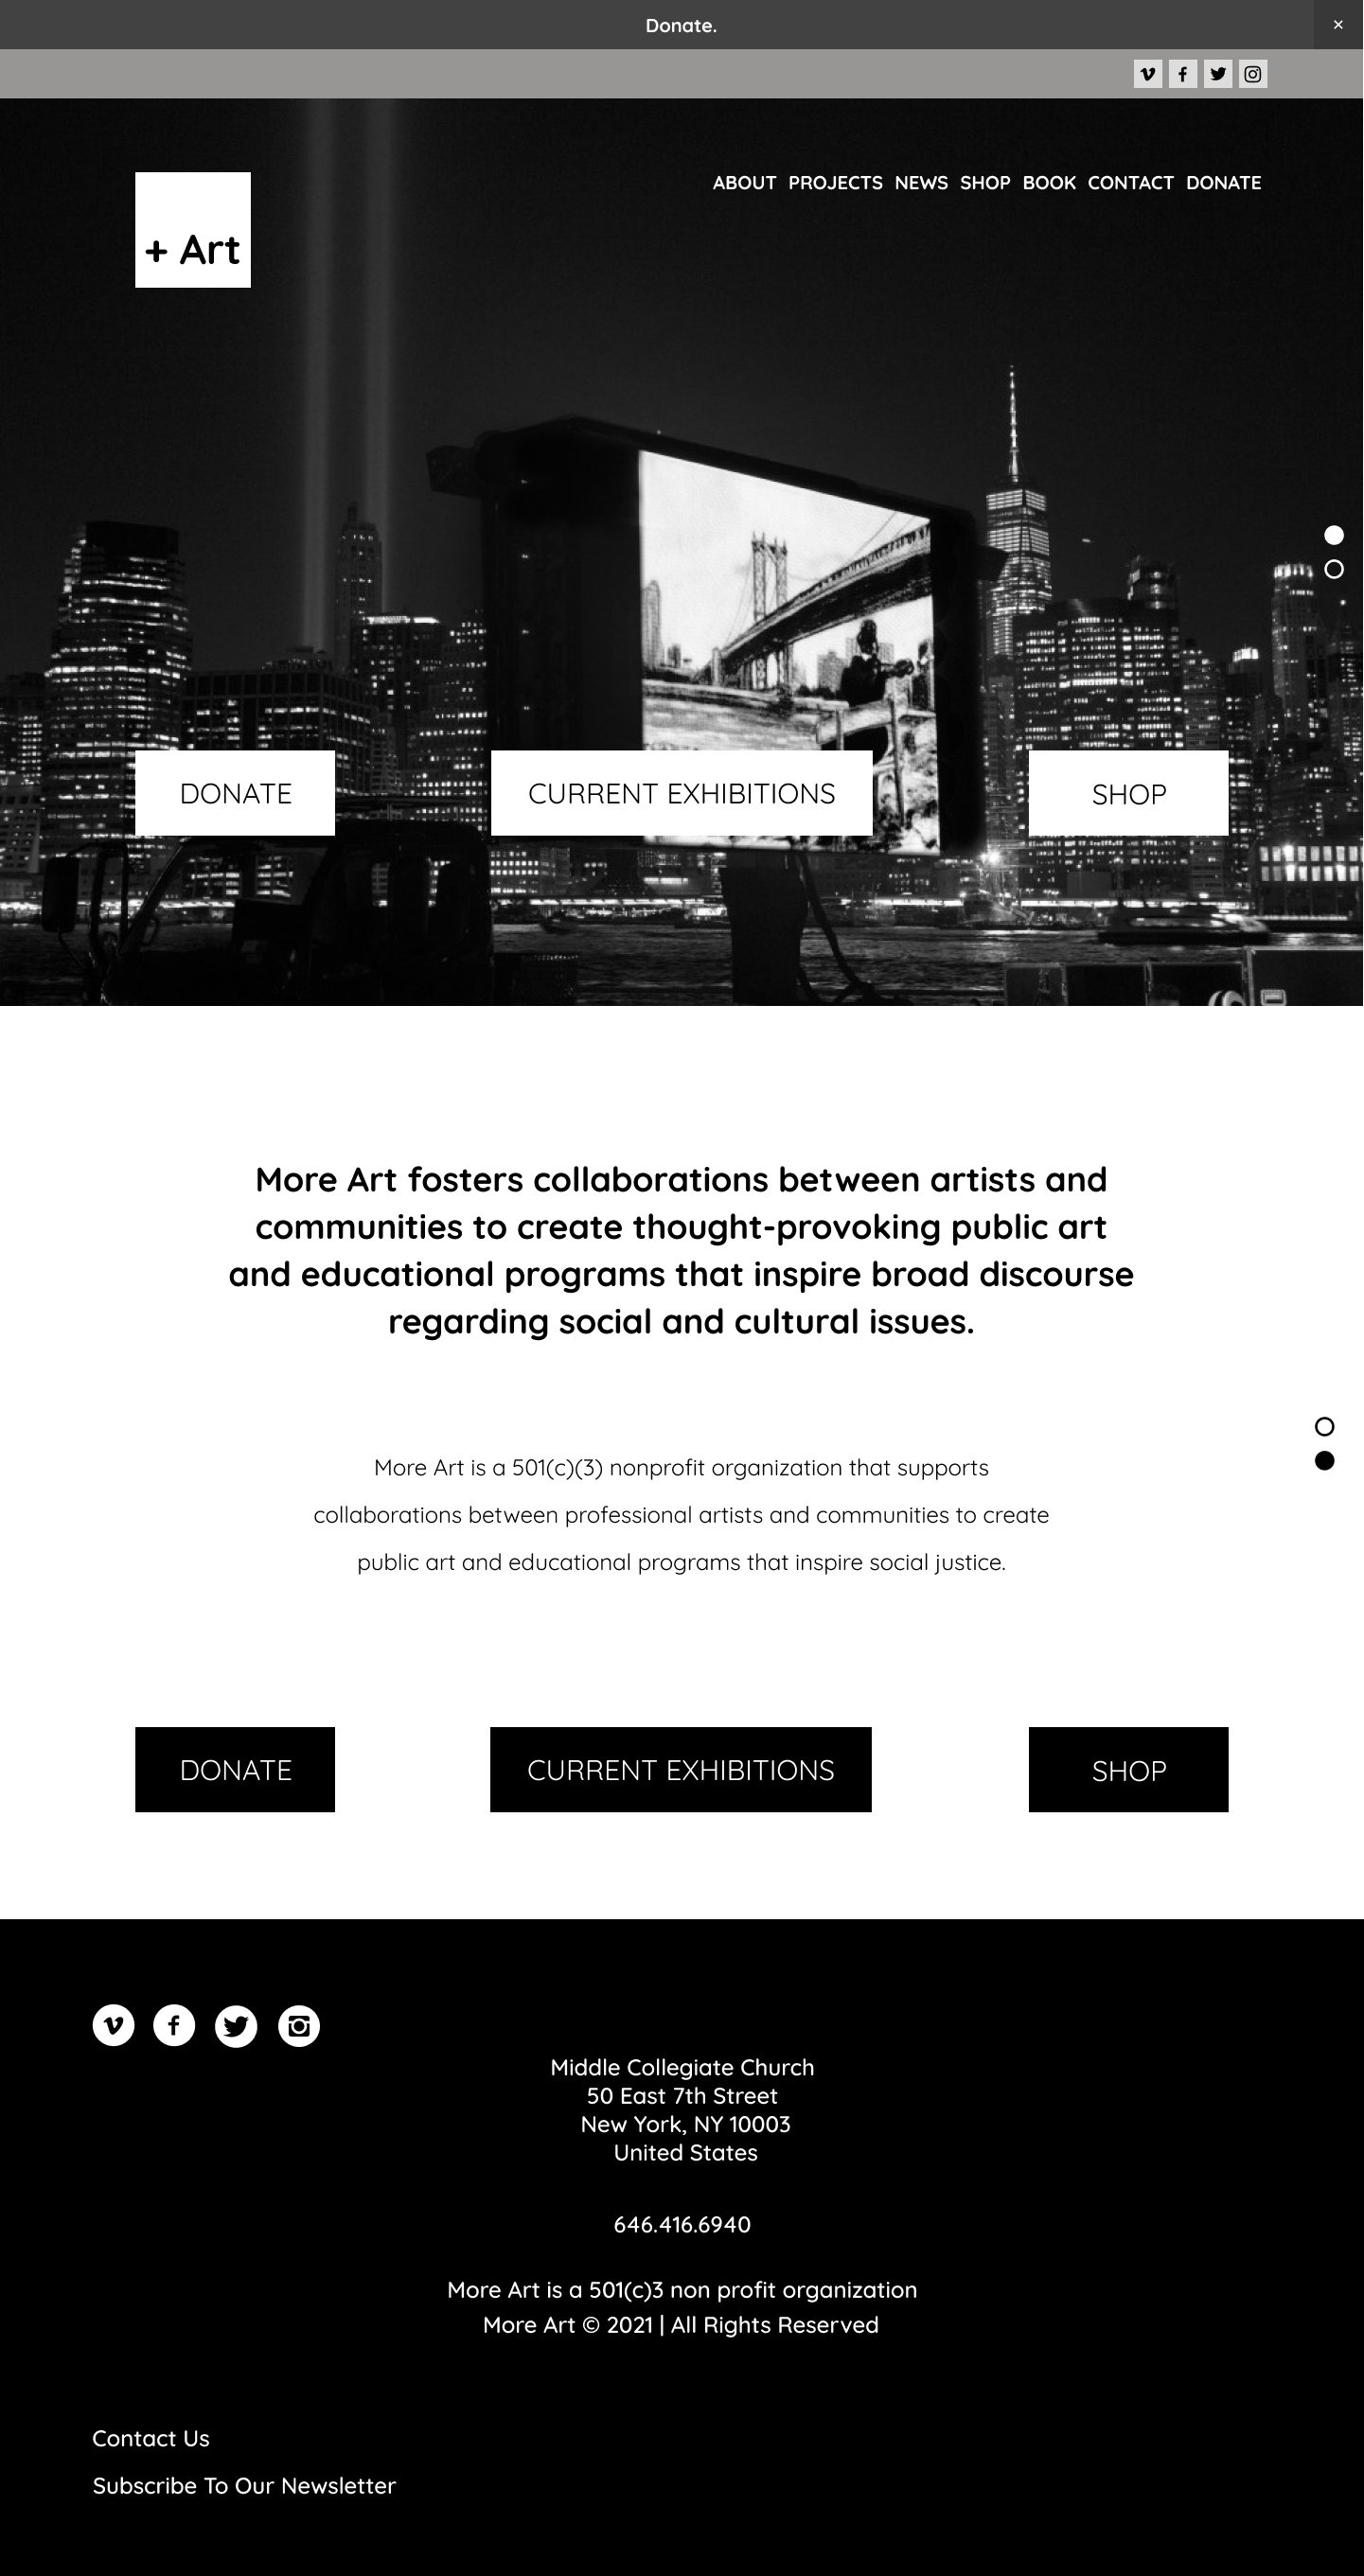 Donate.
ABOUT PROJECTS NEWS SHOP BOOK CONTACT DONATE
+ Art
DONATE
CURRENT EXHIBITIONS
SHOP
More Art fosters collaborations between artists and
communities to create thought-provoking public art
and educational programs that inspire broad discourse
regarding social and cultural issues.
More Art is a 501(c)(3) nonprofit organization that supports
collaborations between professional artists and communities to create
public art and educational programs that inspire social justice.
DONATE
CURRENT EXHIBITIONS
SHOP
Middle Collegiate Church
50 East 7th Street
New York, NY 10003
United States
646.416.6940
More Art is a 501(c)3 non profit organization
More Art © 2021 | All Rights Reserved
Contact Us
Subscribe To Our Newsletter